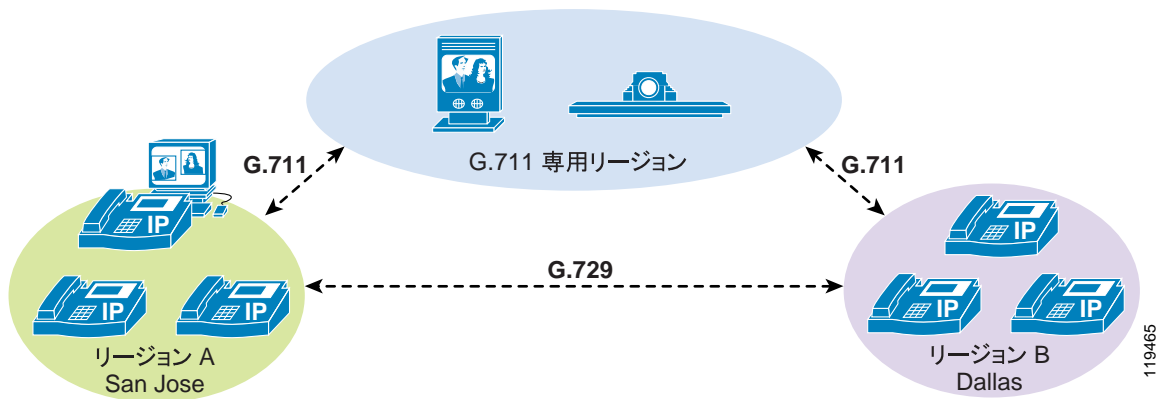 G.711 専用リージョン
G.711
G.711
IP
IP
IP
リージョン A
San Jose
G.729
IP
IP
IP
リージョン B
Dallas
119465